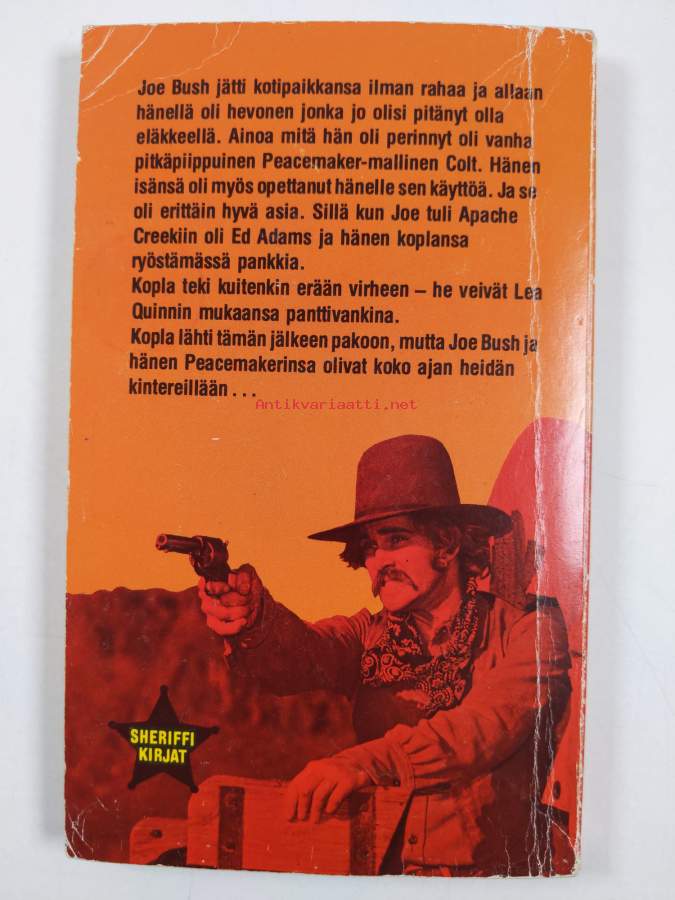 Joe Bush jätti kotipaikkansa ilman rahaa ja allaan
hänellä oli hevonen jonka jo olisi pitänyt olla
eläkkeellä. Ainoa mitä hän oli perinnyt oli vanha
pitkäpiippuinen Peacemaker-mallinen Colt. Hänen
isänsä oli myös opettanut hänelle sen käyttöä. Ja se
oli erittäin hyvä asia. Sillä kun Joe tuli Apache
Creekiin oli Ed Adams ja hänen koplansa
ryöstämässä pankkia.
Kopla teki kuitenkin erään virheen – he veivät Lea
Quinnin mukaansa panttivankina.
Kopla lähti tämän jälkeen pakoon, mutta Joe Bush ja
hänen Peacemakerinsa olivat koko ajan heidän
kintereillään . . .
Antikvariaatti.net
SHERIFFI
KIRJAT